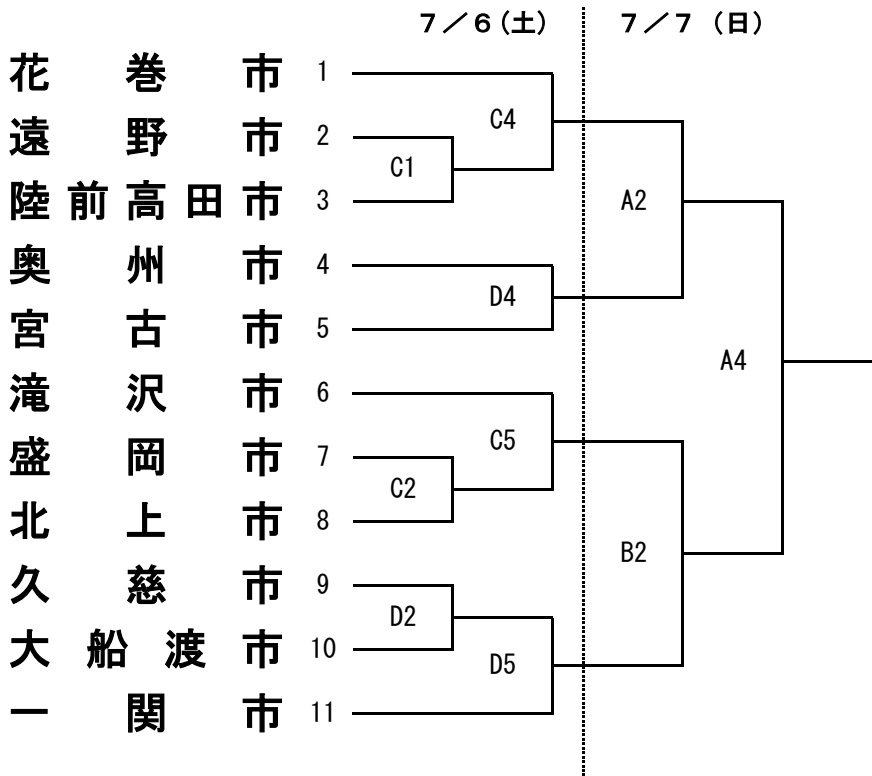 ７／６(土) ７／７ (日)
花巻市 1
C4
遠野市 2
C1
陸前高田市 3
A2
奥州市 4
D4
宮古市 5
A4
滝沢市 6
C5
盛岡市 7
C2
北上市 8
B2
久慈市 9
D2
大船渡市 10
D5
一関市 11